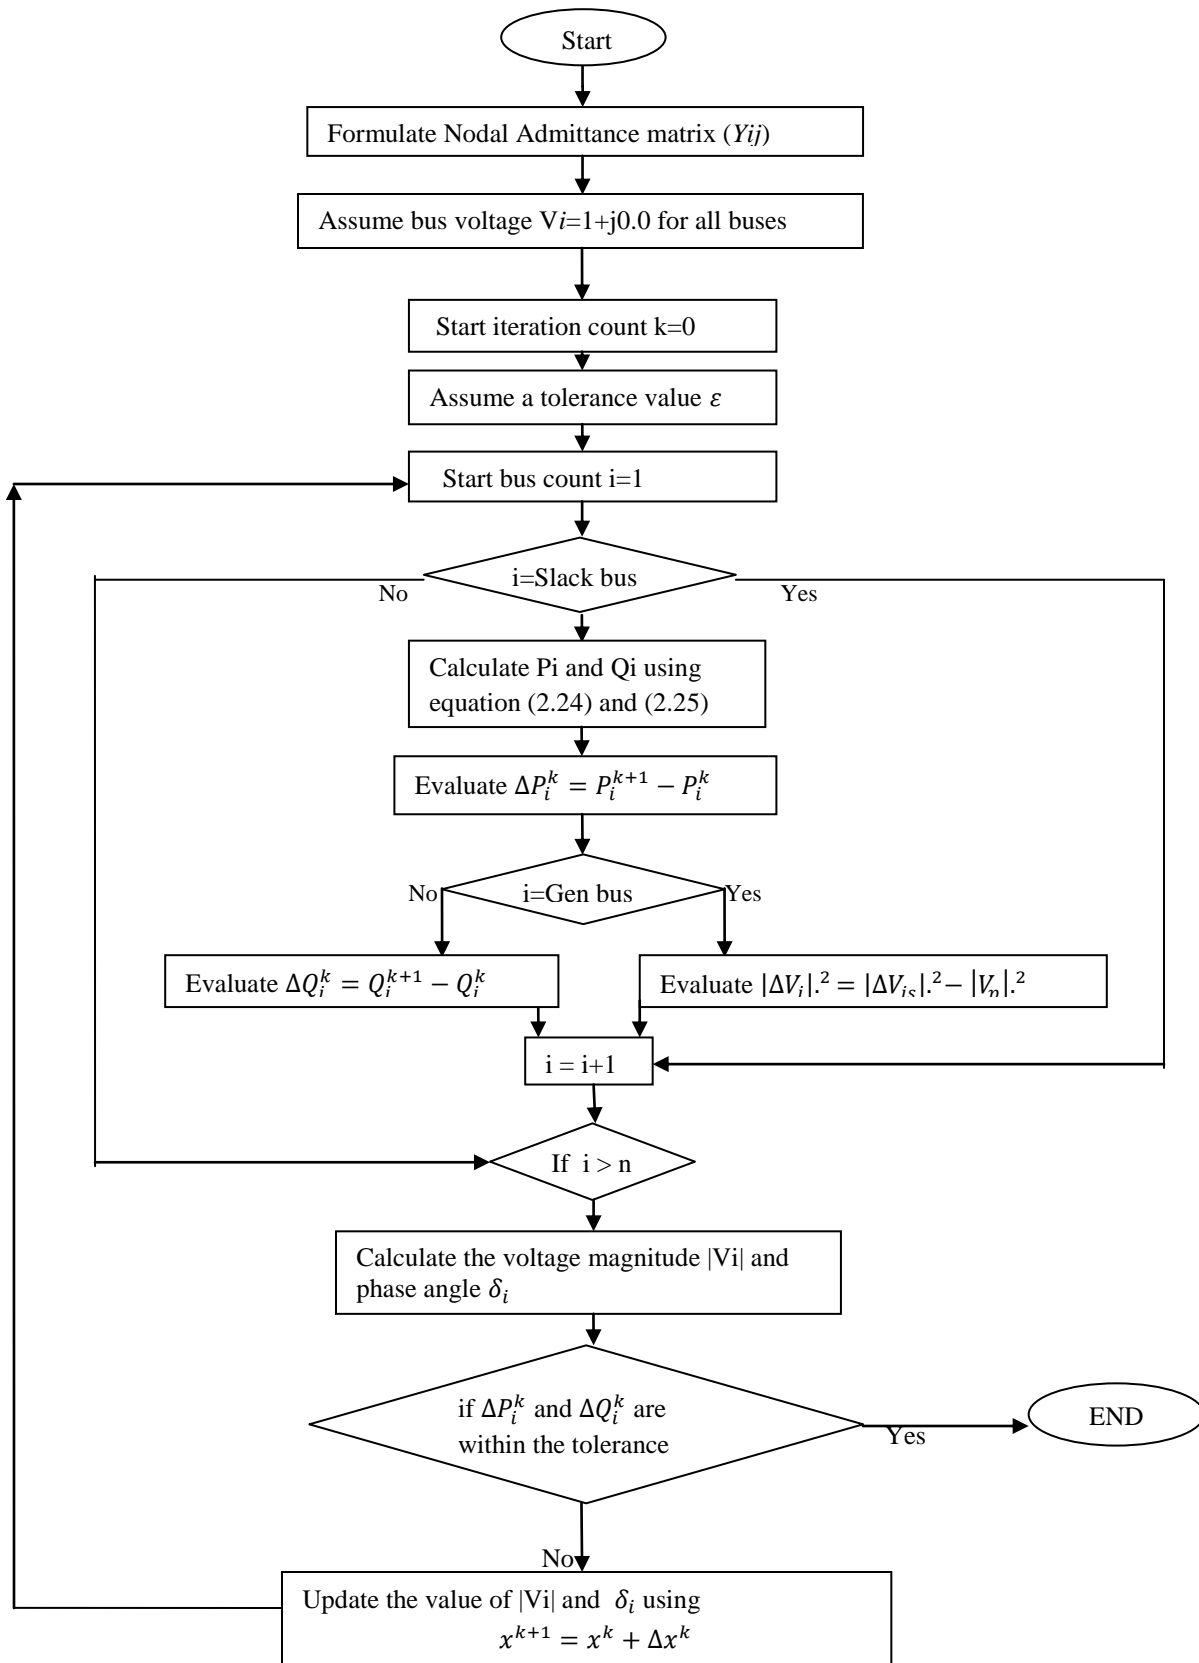 Start
Formulate Nodal Admittance matrix (Yij)
Assume bus voltage Vi=1+j0.0 for all buses
Start iteration count k=0
Assume a tolerance value ε
Start bus count i=1
i=Slack bus
No
Yes
Calculate Pi and Qi using
equation (2.24) and (2.25)
Evaluate ΔP_i^k = P_i^{k+1} − P_i^k
i=Gen bus
No
Yes
Evaluate ΔQ_i^k = Q_i^{k+1} − Q_i^k
Evaluate |ΔV_i|.² = |ΔV_is|.² − |V_p|.²
i = i+1
If i > n
Calculate the voltage magnitude |Vi| and
phase angle δ_i
if ΔP_i^k and ΔQ_i^k are
within the tolerance
Yes
END
No
Update the value of |Vi| and δ_i using
x^{k+1} = x^k + Δx^k